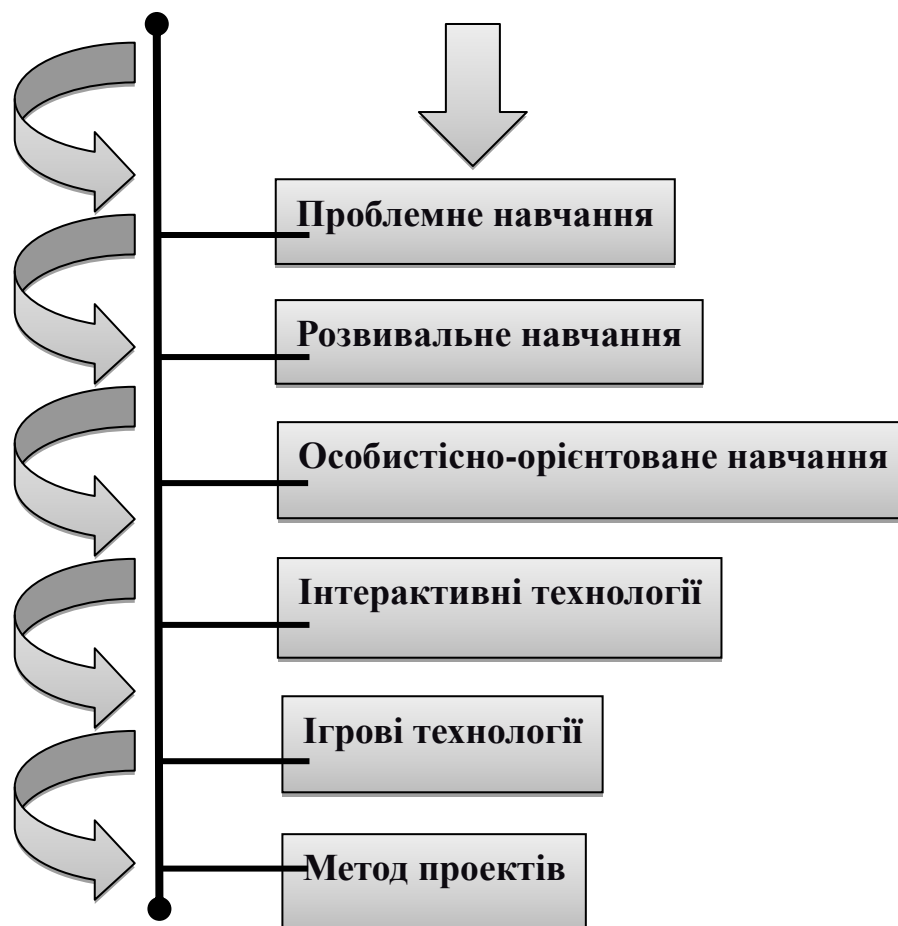 Проблемне навчання
Розвивальне навчання
Особистісно-орієнтоване навчання
Інтерактивні технології
Ігрові технології
Метод проектів